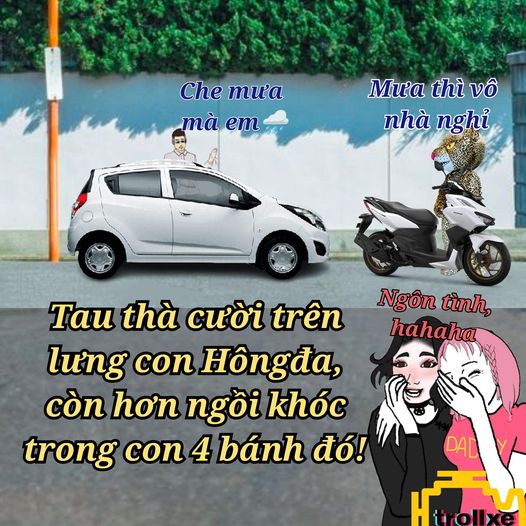 Che mưa
mà em
Mưa thì vô
nhà nghỉ
Ngôn tình,
hahaha
Tau thà cười trên
lưng con Hôngđa,
còn hơn ngồi khóc
trong con 4 bánh đó!
DADDY
trollxe